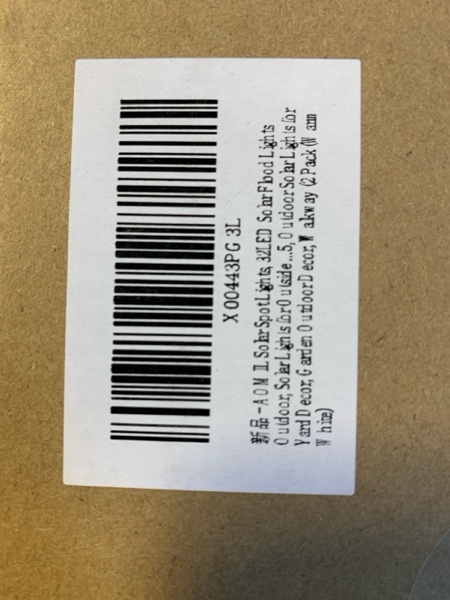 X00443PG3L
新品 - AOMIL Solar Spot Lights, 32LED Solar Flood Lights
Outdoor, Solar Lights for Outside...5, Outdoor Solar Lights for
Yard Decor, Garden Outdoor Decor, Walkway (2 Pack (Warm
White)